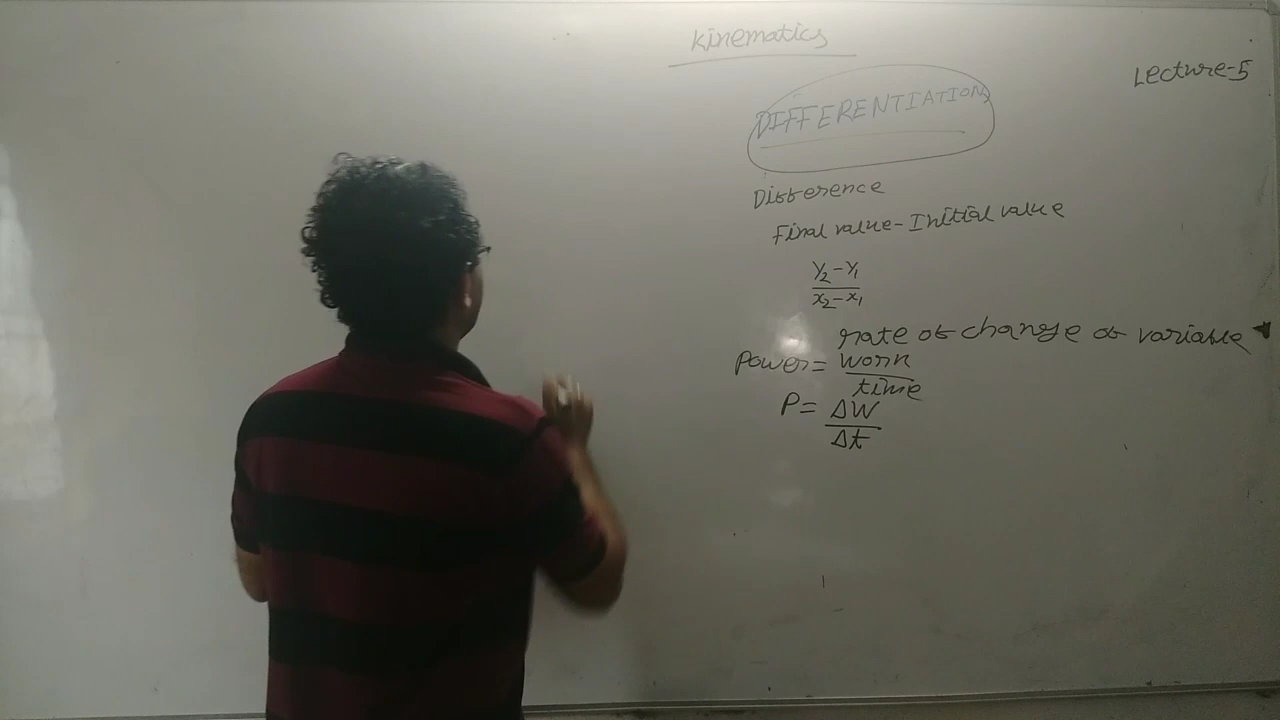 Kinematics
Lecture-5
DIFFERENTIATION
Difference
Final value - Initial value
y₂ - y₁
x₂ - x₁
rate of change of variable
Power = work
time
P = ΔW
Δt